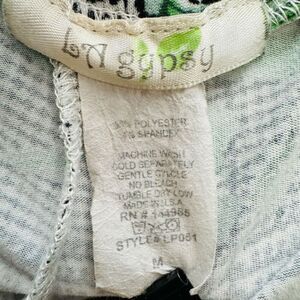 LA gypsy
% POLYESTER
% SPANDEX
MACHINE WASH
COLD SEPARATELY
GENTLE CYCLE
NO BLEACH
TUMBLE DRY LOW
MADE IN U.S.A
RN #
STYLE# LP051
M